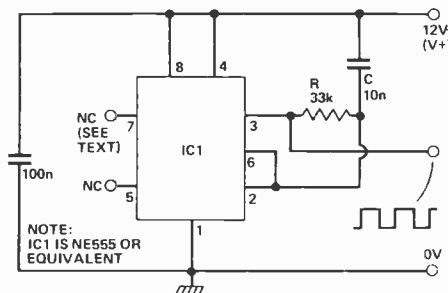 12V
(V+)
8
4
C
10n
R
33k
NC
(SEE
TEXT)
7
3
IC1
6
100n
NC
5
2
NOTE:
IC1 IS NE555 OR
EQUIVALENT
1
0V